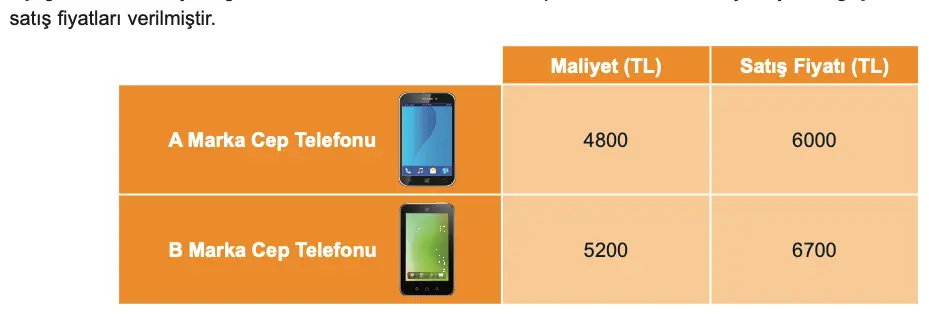 satış fiyatları verilmiştir.
Maliyet (TL) Satış Fiyatı (TL)
A Marka Cep Telefonu 4800 6000
B Marka Cep Telefonu 5200 6700